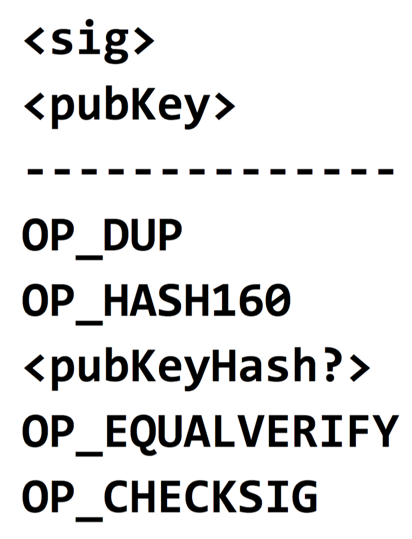 <sig>
<pubKey>
--------------
OP_DUP
OP_HASH160
<pubKeyHash?>
OP_EQUALVERIFY
OP_CHECKSIG